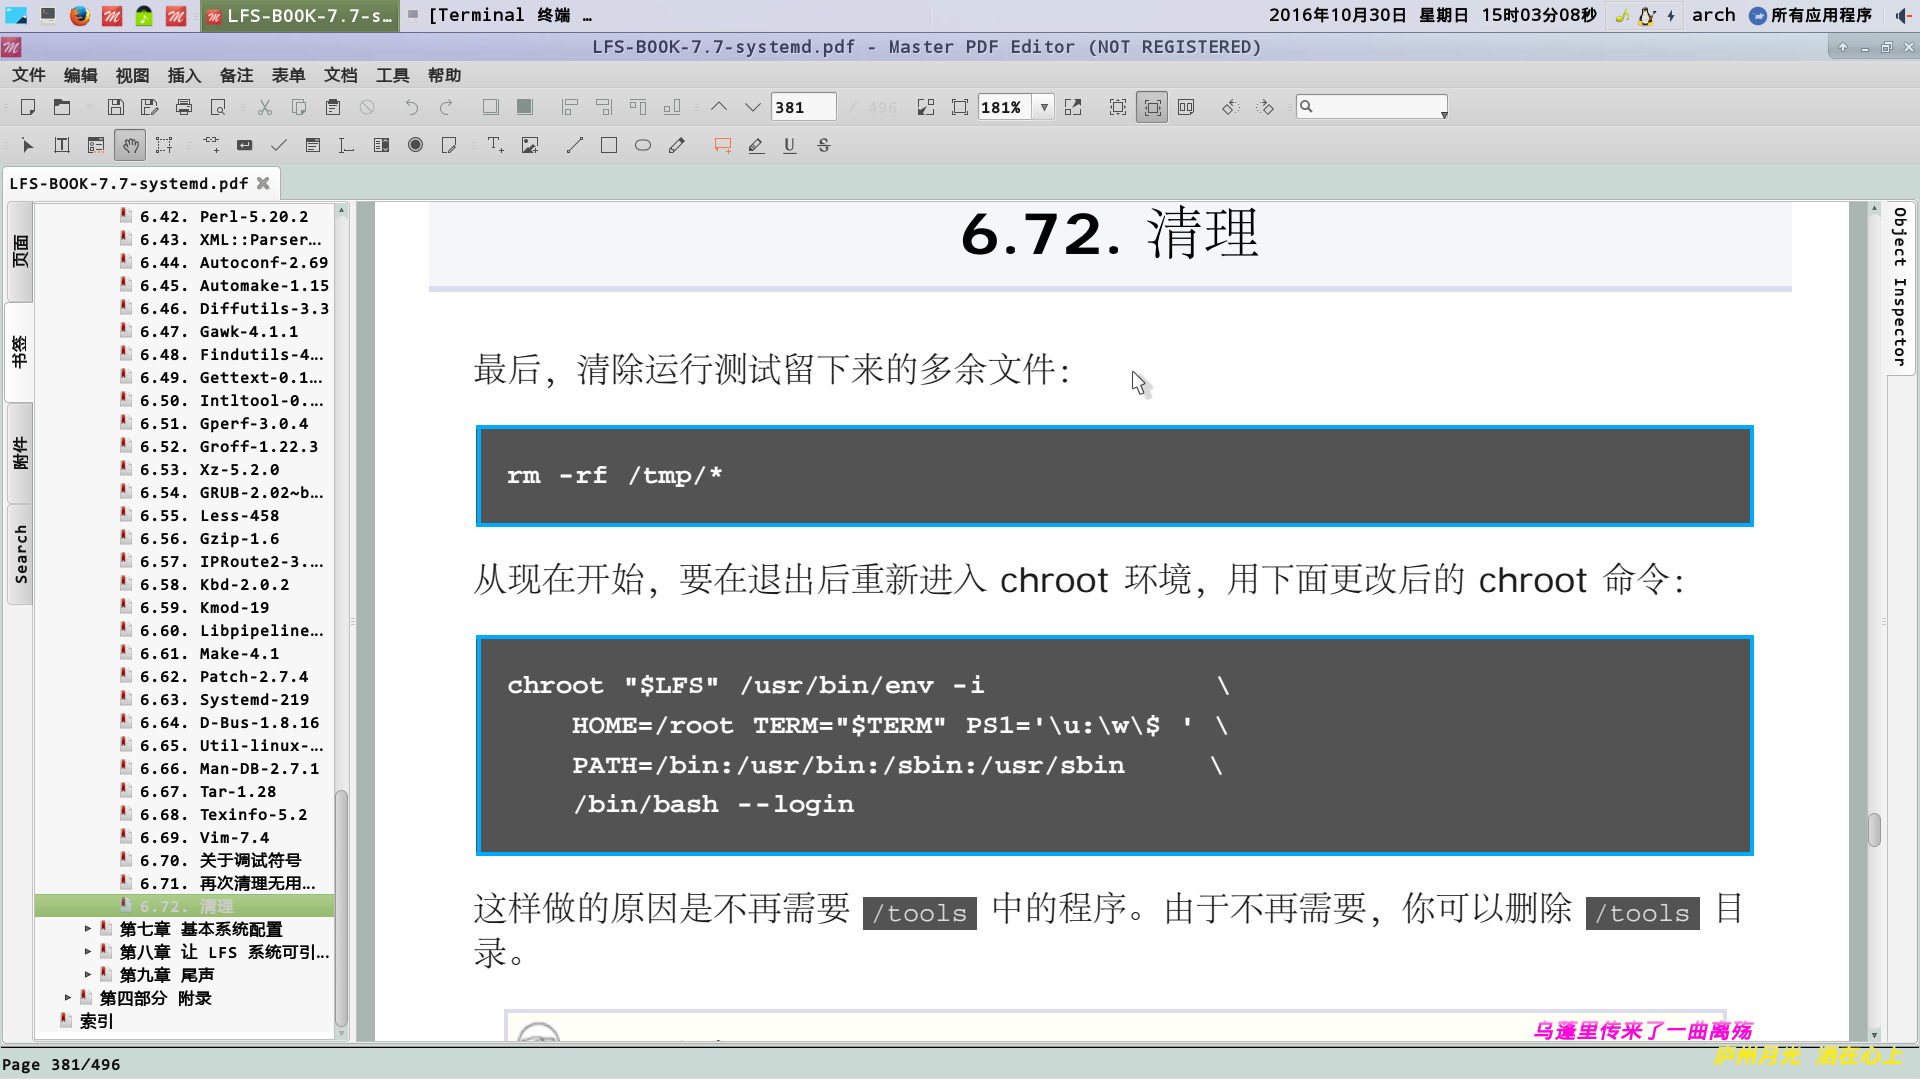 LFS-BOOK-7.7-s...
[Terminal 终端 …
2016年10月30日 星期日 15时03分08秒
arch
所有应用程序
LFS-BOOK-7.7-systemd.pdf - Master PDF Editor (NOT REGISTERED)
文件 编辑 视图 插入 备注 表单 文档 工具 帮助
381 / 496 181%
LFS-BOOK-7.7-systemd.pdf
页面
书签
附件
Search
6.42. Perl-5.20.2
6.43. XML::Parser…
6.44. Autoconf-2.69
6.45. Automake-1.15
6.46. Diffutils-3.3
6.47. Gawk-4.1.1
6.48. Findutils-4…
6.49. Gettext-0.1…
6.50. Intltool-0.…
6.51. Gperf-3.0.4
6.52. Groff-1.22.3
6.53. Xz-5.2.0
6.54. GRUB-2.02~b…
6.55. Less-458
6.56. Gzip-1.6
6.57. IPRoute2-3.…
6.58. Kbd-2.0.2
6.59. Kmod-19
6.60. Libpipeline…
6.61. Make-4.1
6.62. Patch-2.7.4
6.63. Systemd-219
6.64. D-Bus-1.8.16
6.65. Util-linux-…
6.66. Man-DB-2.7.1
6.67. Tar-1.28
6.68. Texinfo-5.2
6.69. Vim-7.4
6.70. 关于调试符号
6.71. 再次清理无用…
6.72. 清理
第七章 基本系统配置
第八章 让 LFS 系统可引…
第九章 尾声
第四部分 附录
索引
6.72. 清理
最后，清除运行测试留下来的多余文件：
rm -rf /tmp/*
从现在开始，要在退出后重新进入 chroot 环境，用下面更改后的 chroot 命令：
chroot "$LFS" /usr/bin/env -i \
HOME=/root TERM="$TERM" PS1='\u:\w\$ ' \
PATH=/bin:/usr/bin:/sbin:/usr/sbin \
/bin/bash --login
这样做的原因是不再需要 /tools 中的程序。由于不再需要，你可以删除 /tools 目
录。
Object Inspector
乌蓬里传来了一曲离殇
庐州月光 洒在心上
Page 381/496